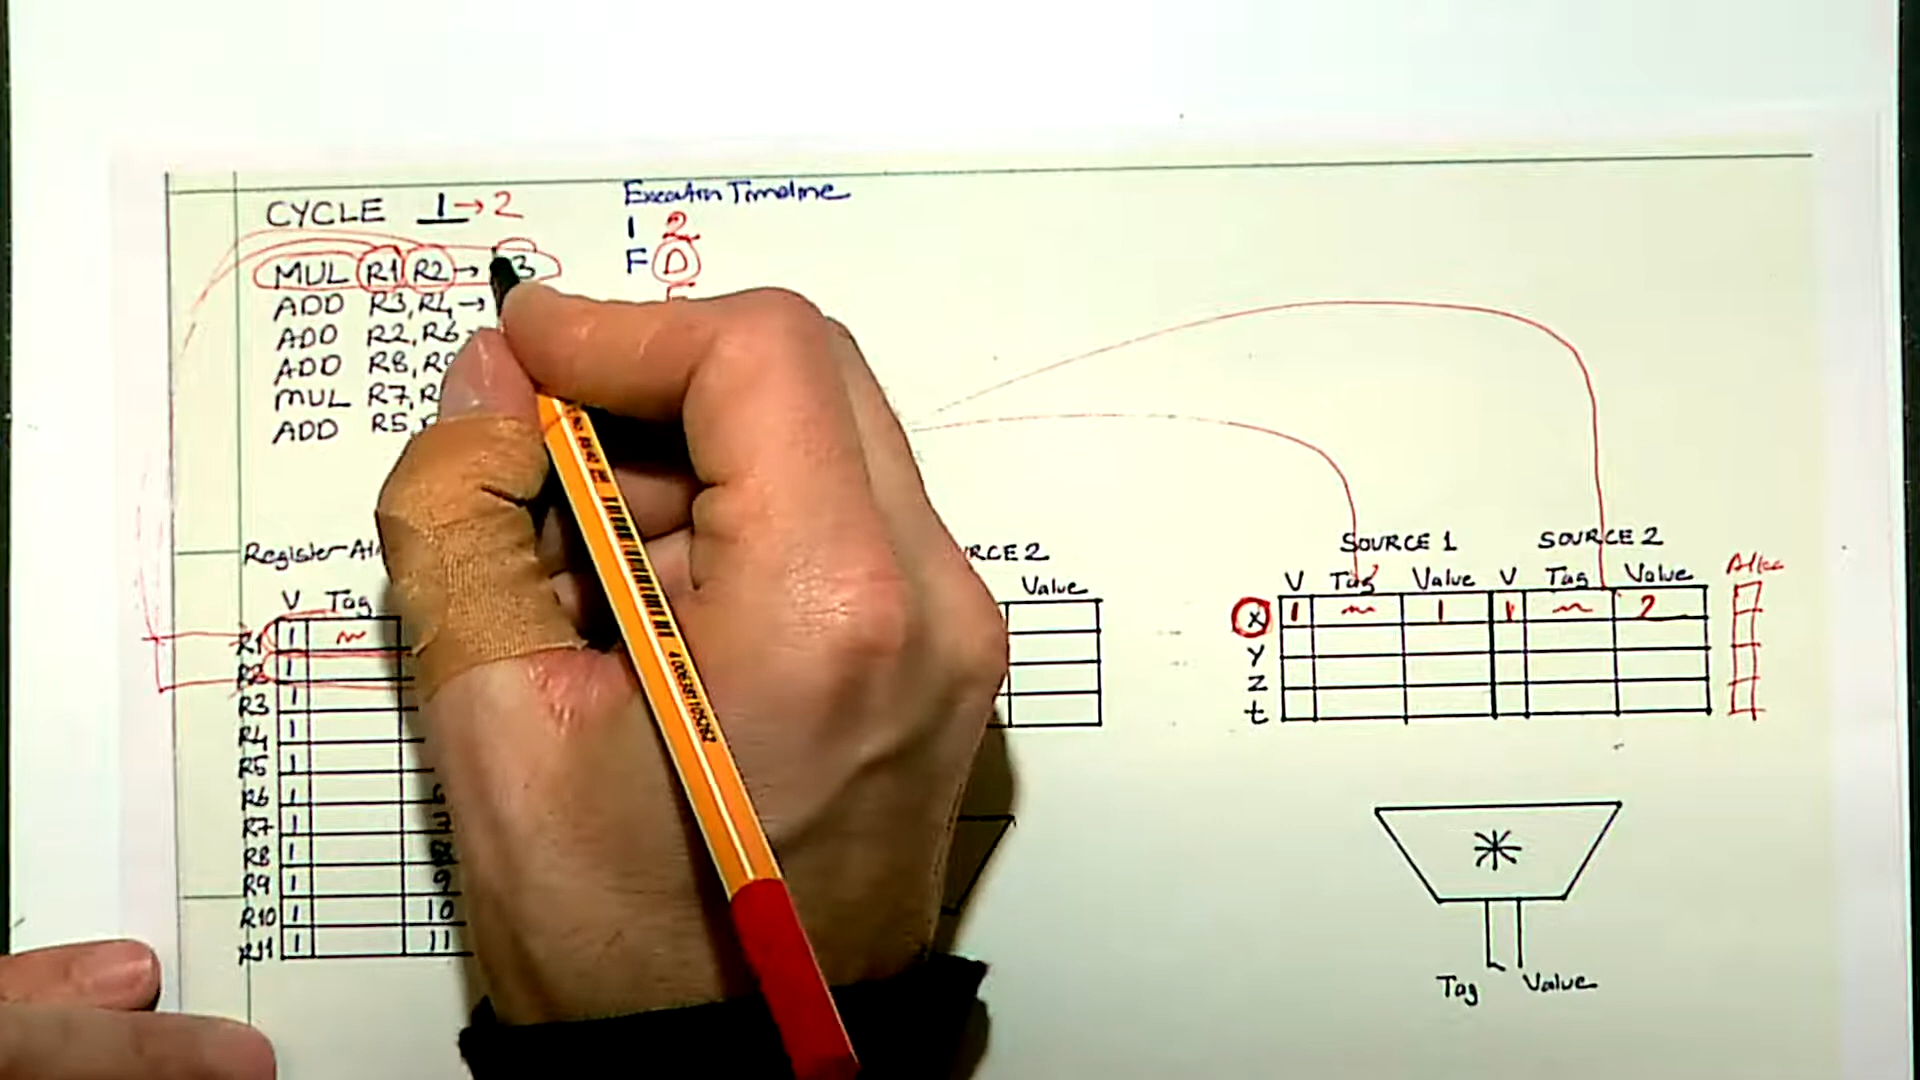 CYCLE 1 → 2
MUL R1 R2 → 3
ADD R3, R4 →
ADD R2, R6
ADD R8, R
MUL R7, R
ADD R5,
Execution Timeline
1 2
F D
Register
V Tag
R1 1 ~
R2 1
R3 1
R4 1
R5 1
R6 1
R7 1
R8 1
R9 1 9
R10 1 10
R11 1 11
RCE 2
Value
SOURCE 1 SOURCE 2
V Tag Value V Tag Value
X 1 ~ 1 1 ~ 2
Y
Z
t
*
Tag Value